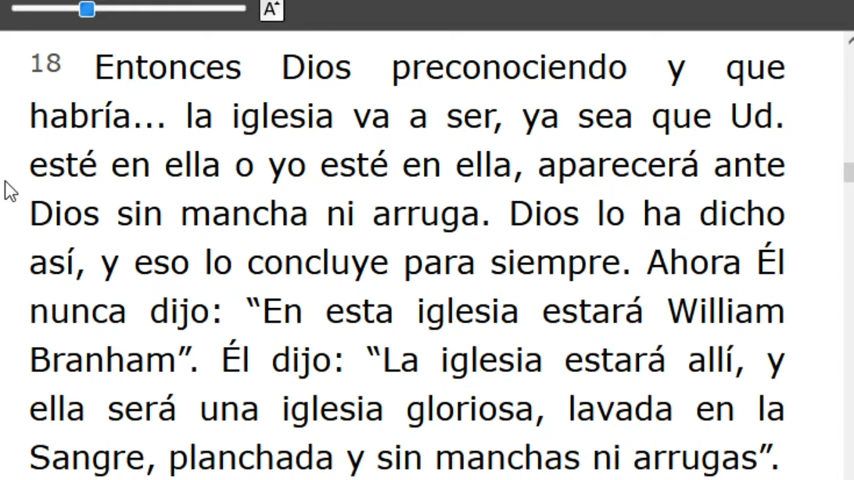 A
18 Entonces Dios preconociendo y que
habría... la iglesia va a ser, ya sea que Ud.
esté en ella o yo esté en ella, aparecerá ante
Dios sin mancha ni arruga. Dios lo ha dicho
así, y eso lo concluye para siempre. Ahora Él
nunca dijo: “En esta iglesia estará William
Branham”. Él dijo: “La iglesia estará allí, y
ella será una iglesia gloriosa, lavada en la
Sangre, planchada y sin manchas ni arrugas”.